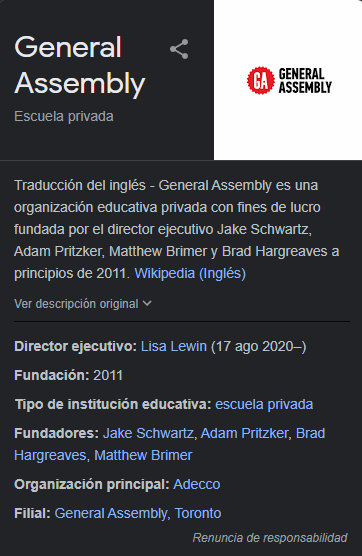 General
Assembly
Escuela privada
GA GENERAL
ASSEMBLY
Traducción del inglés - General Assembly es una
organización educativa privada con fines de lucro
fundada por el director ejecutivo Jake Schwartz,
Adam Pritzker, Matthew Brimer y Brad Hargreaves a
principios de 2011. Wikipedia (Inglés)
Ver descripción original
Director ejecutivo: Lisa Lewin (17 ago 2020–)
Fundación: 2011
Tipo de institución educativa: escuela privada
Fundadores: Jake Schwartz, Adam Pritzker, Brad
Hargreaves, Matthew Brimer
Organización principal: Adecco
Filial: General Assembly, Toronto
Renuncia de responsabilidad